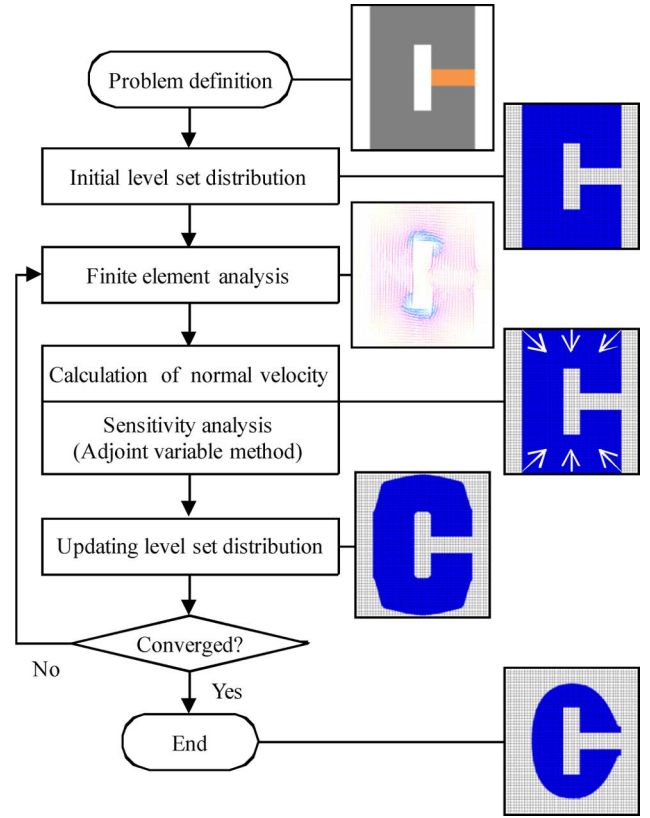 Problem definition
Initial level set distribution
Finite element analysis
Calculation of normal velocity
Sensitivity analysis
(Adjoint variable method)
Updating level set distribution
Converged?
No
Yes
End